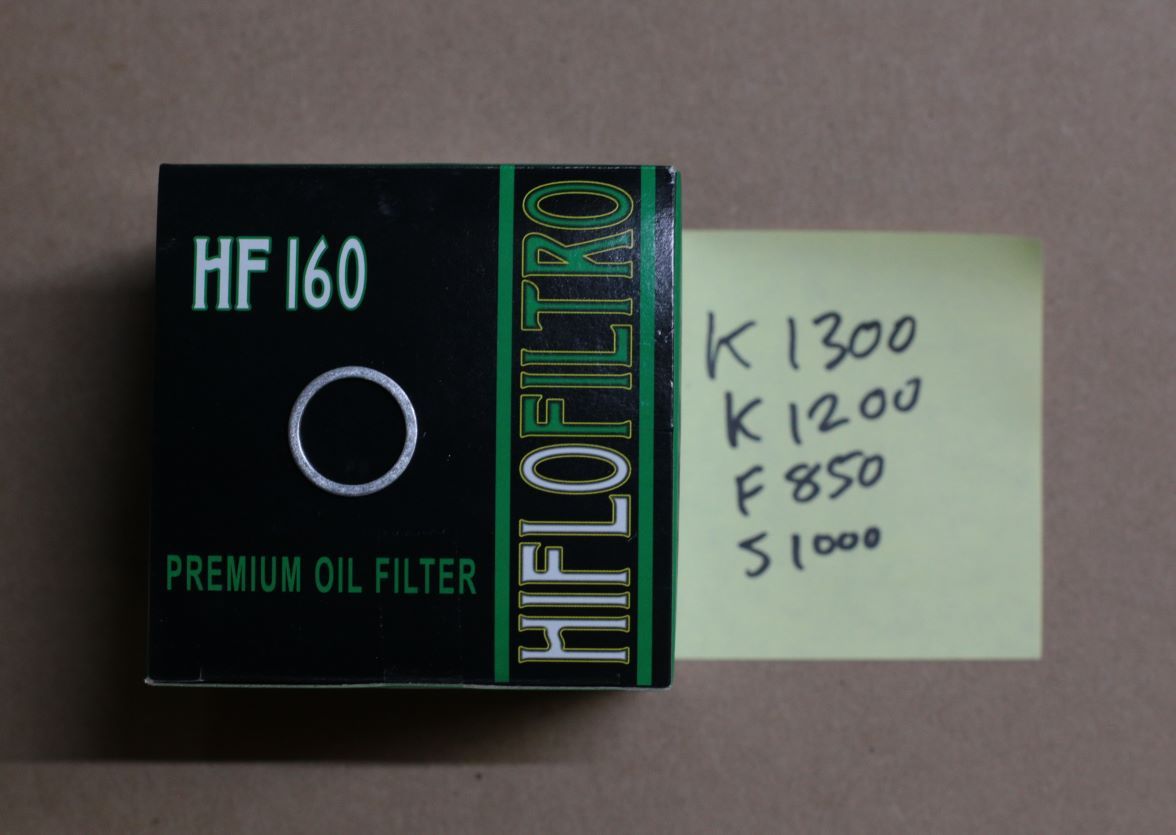 HF 160
PREMIUM OIL FILTER
HIFLOFILTRO
K 1300
K 1200
F 850
S 1000